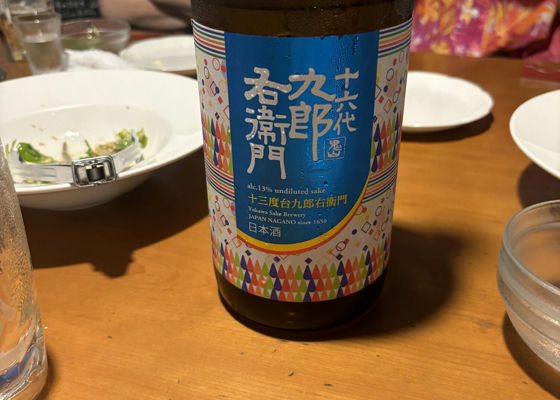 十六代
九郎
右衛門
alc.13% undiluted sake
十三度台九郎右衛門
Yukawa Sake Brewery
JAPAN NAGANO since 1650
日本酒